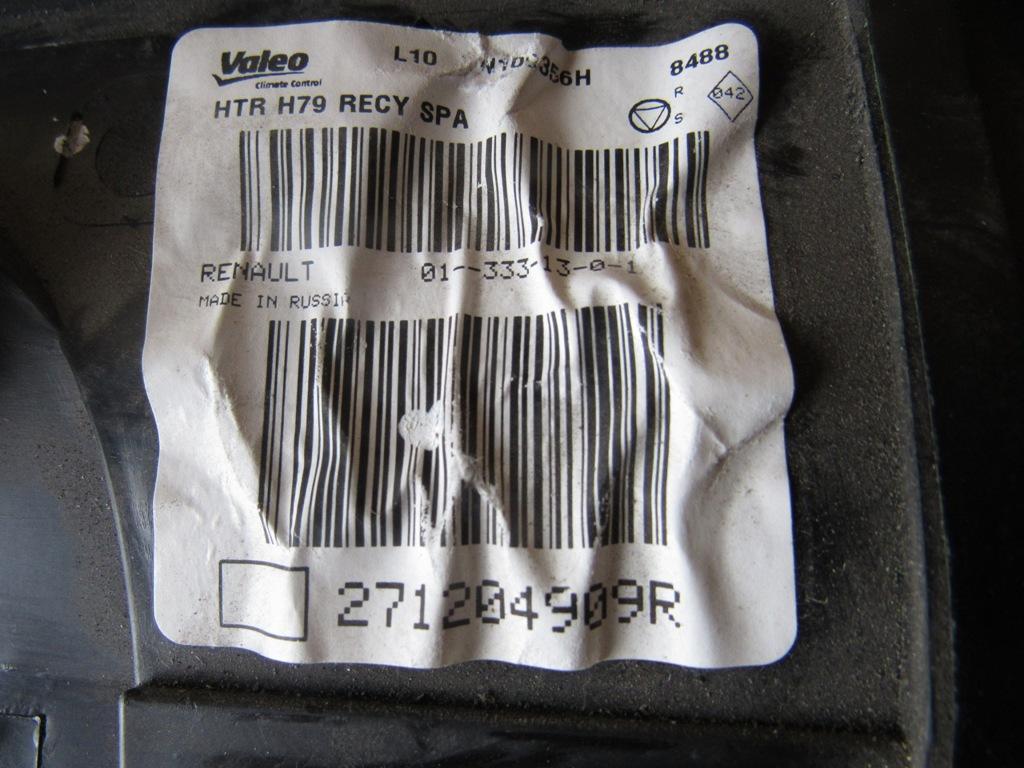 Valeo L10 8488
Climate Control
HTR H79 RECY SPA
R
S
042
RENAULT 01--333-13-0-1
MADE IN RUSSIA
271204909R